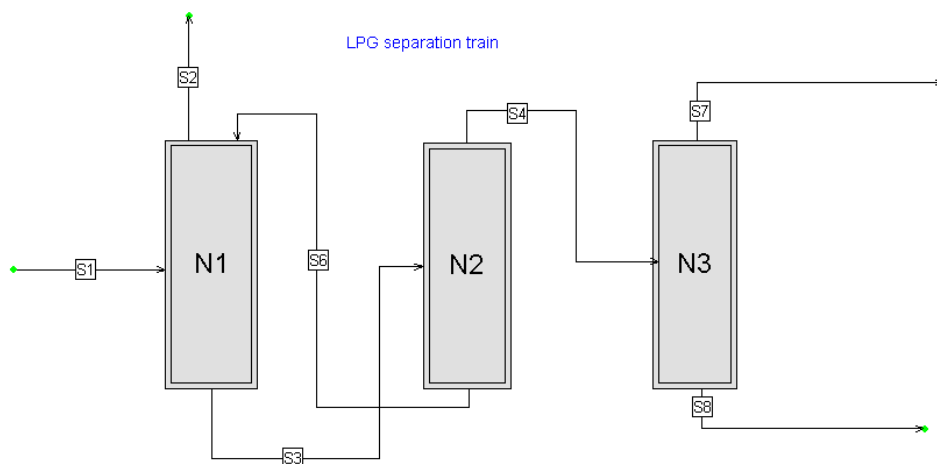 LPG separation train
S2
S4
S7
S1
N1
S6
N2
N3
S3
S8